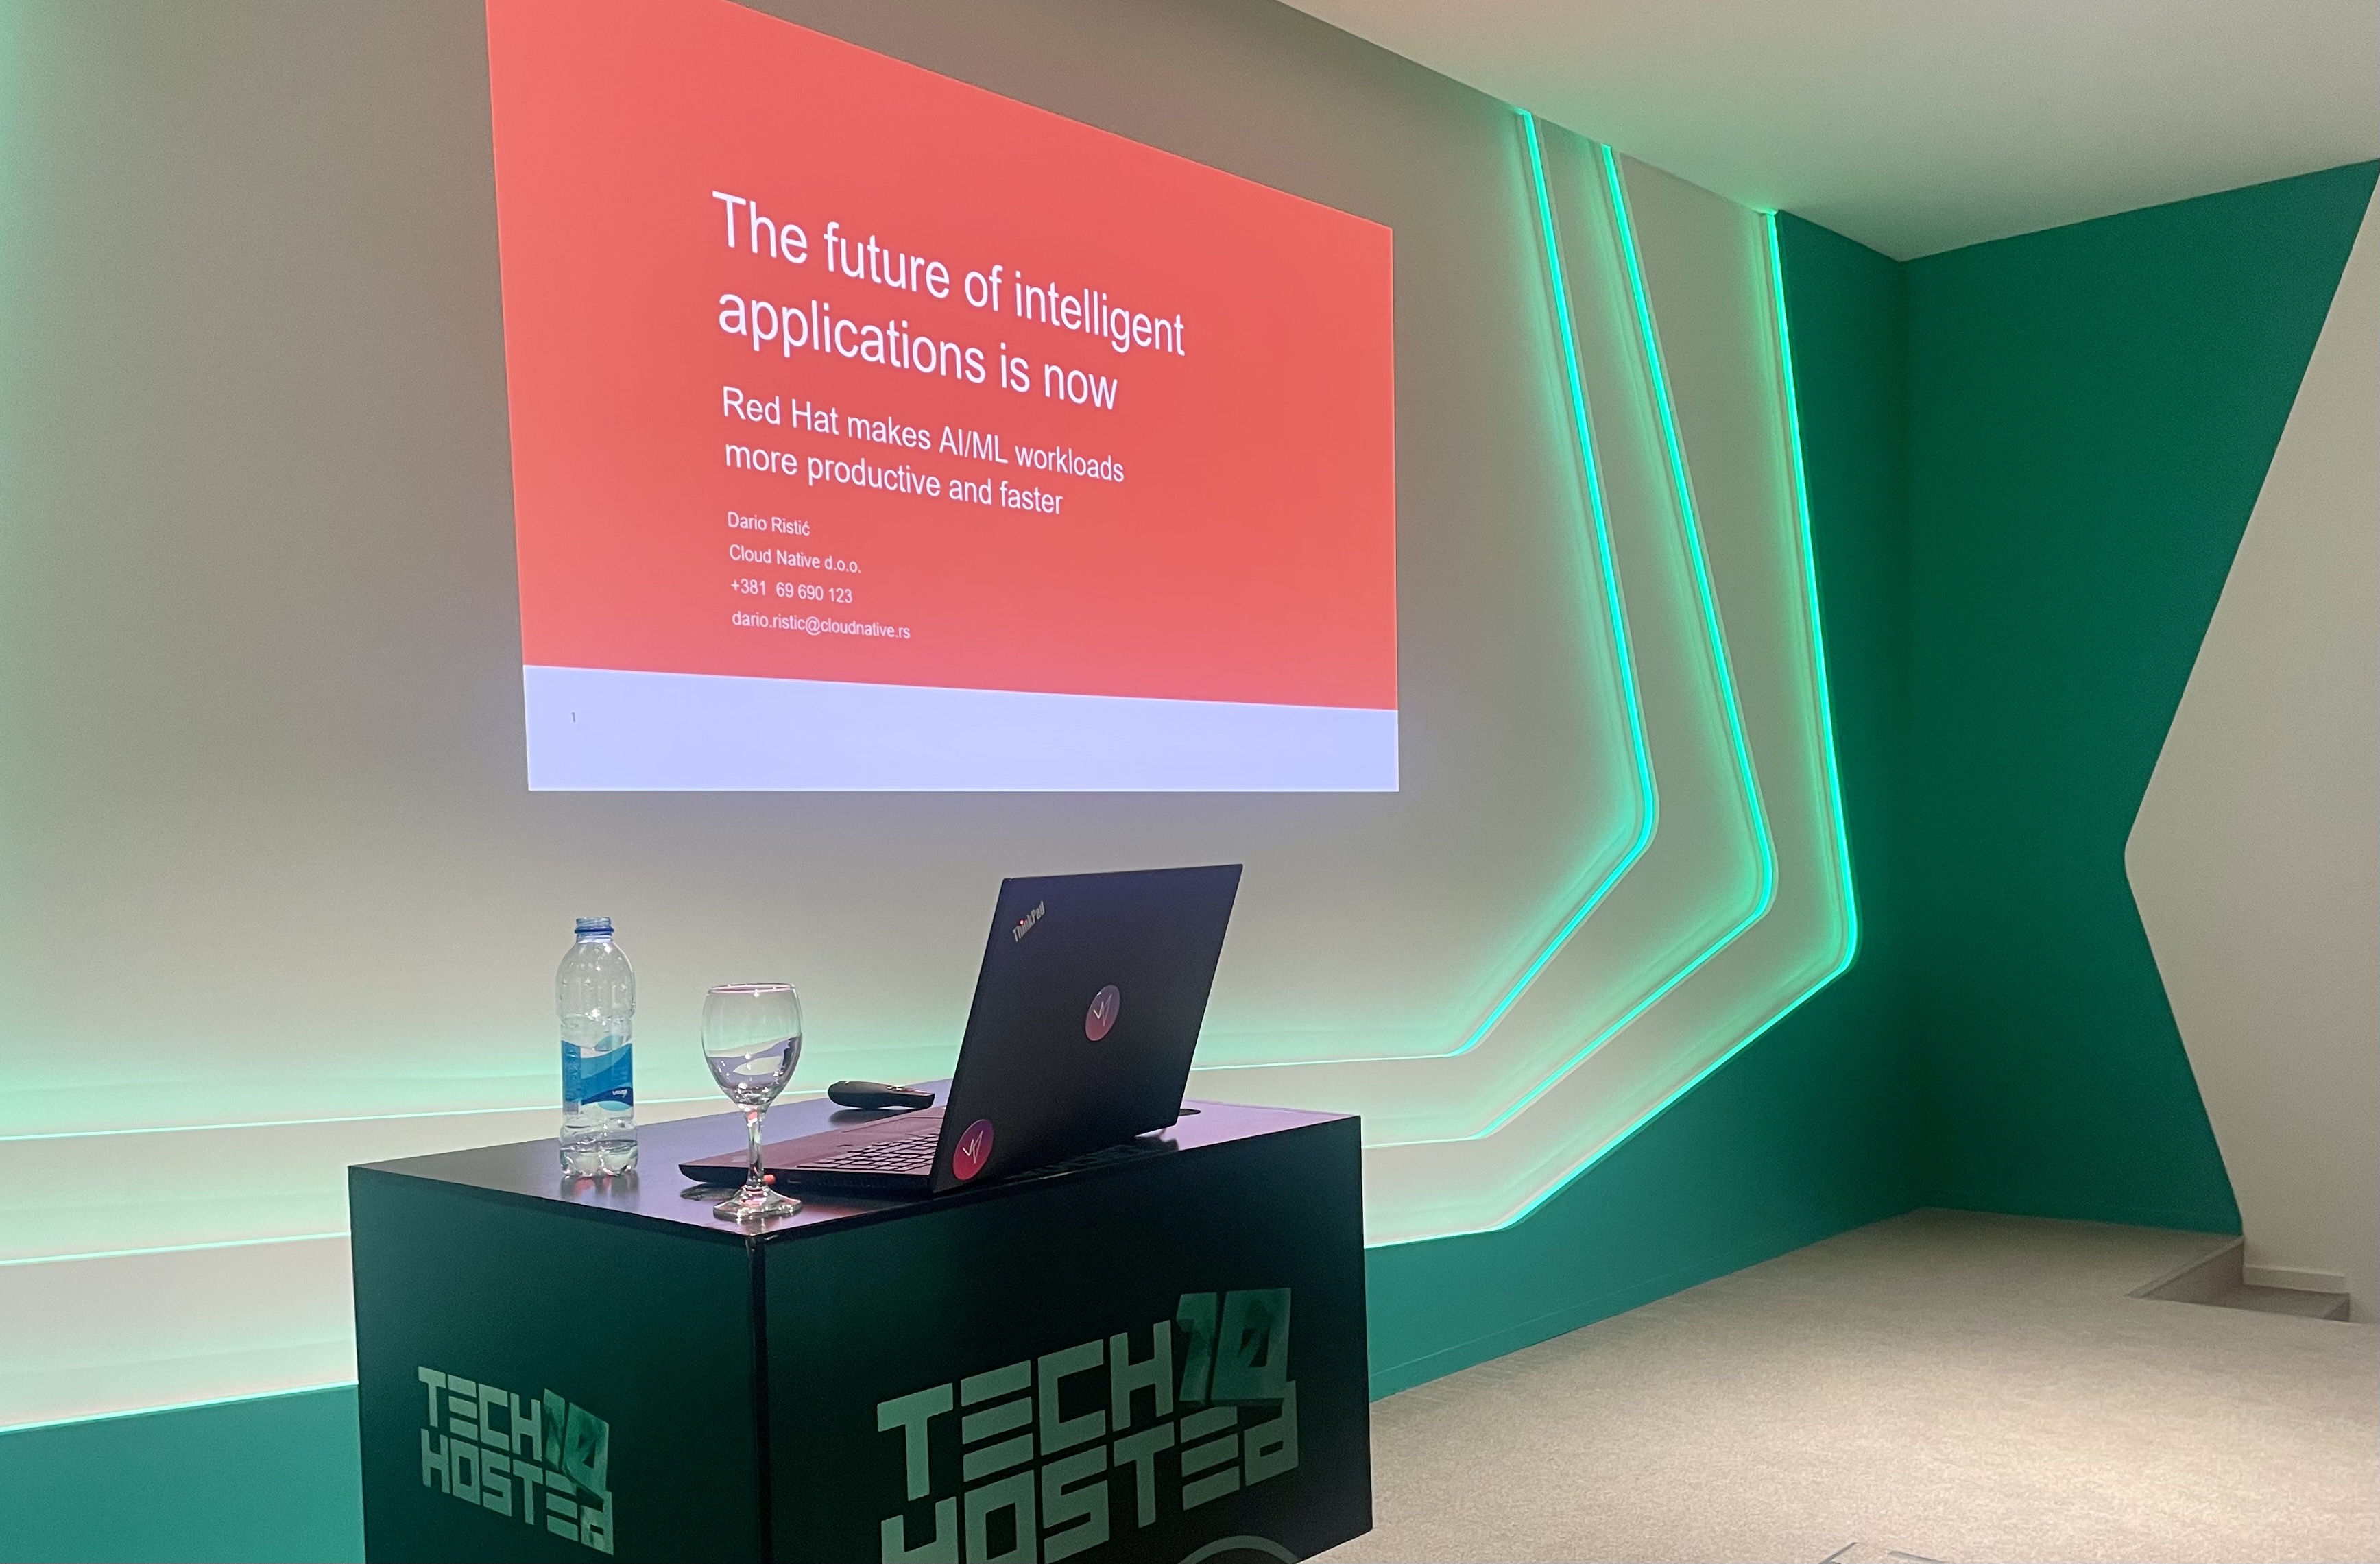 The future of intelligent
applications is now
Red Hat makes AI/ML workloads
more productive and faster
Dario Ristić
Cloud Native d.o.o.
+381 69 690 123
dario.ristic@cloudnative.rs
1
ThinkPad
TECH 10
HOSTED
TECH 10
HOSTED